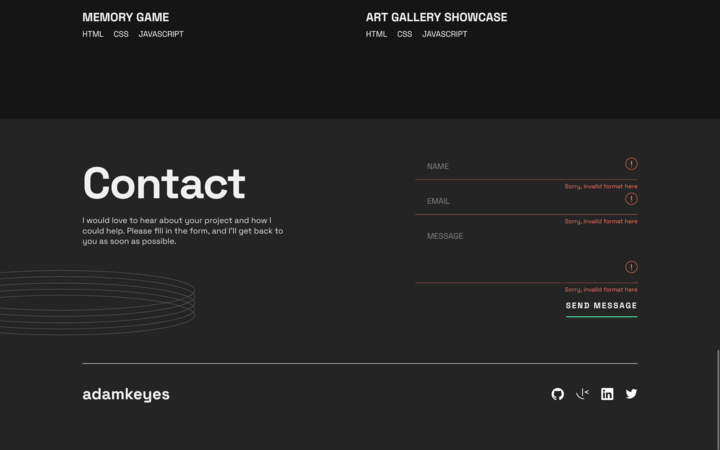 MEMORY GAME
HTML CSS JAVASCRIPT
ART GALLERY SHOWCASE
HTML CSS JAVASCRIPT
Contact
I would love to hear about your project and how I
could help. Please fill in the form, and I'll get back to
you as soon as possible.
NAME
Sorry, invalid format here
EMAIL
Sorry, invalid format here
MESSAGE
Sorry, invalid format here
SEND MESSAGE
adamkeyes